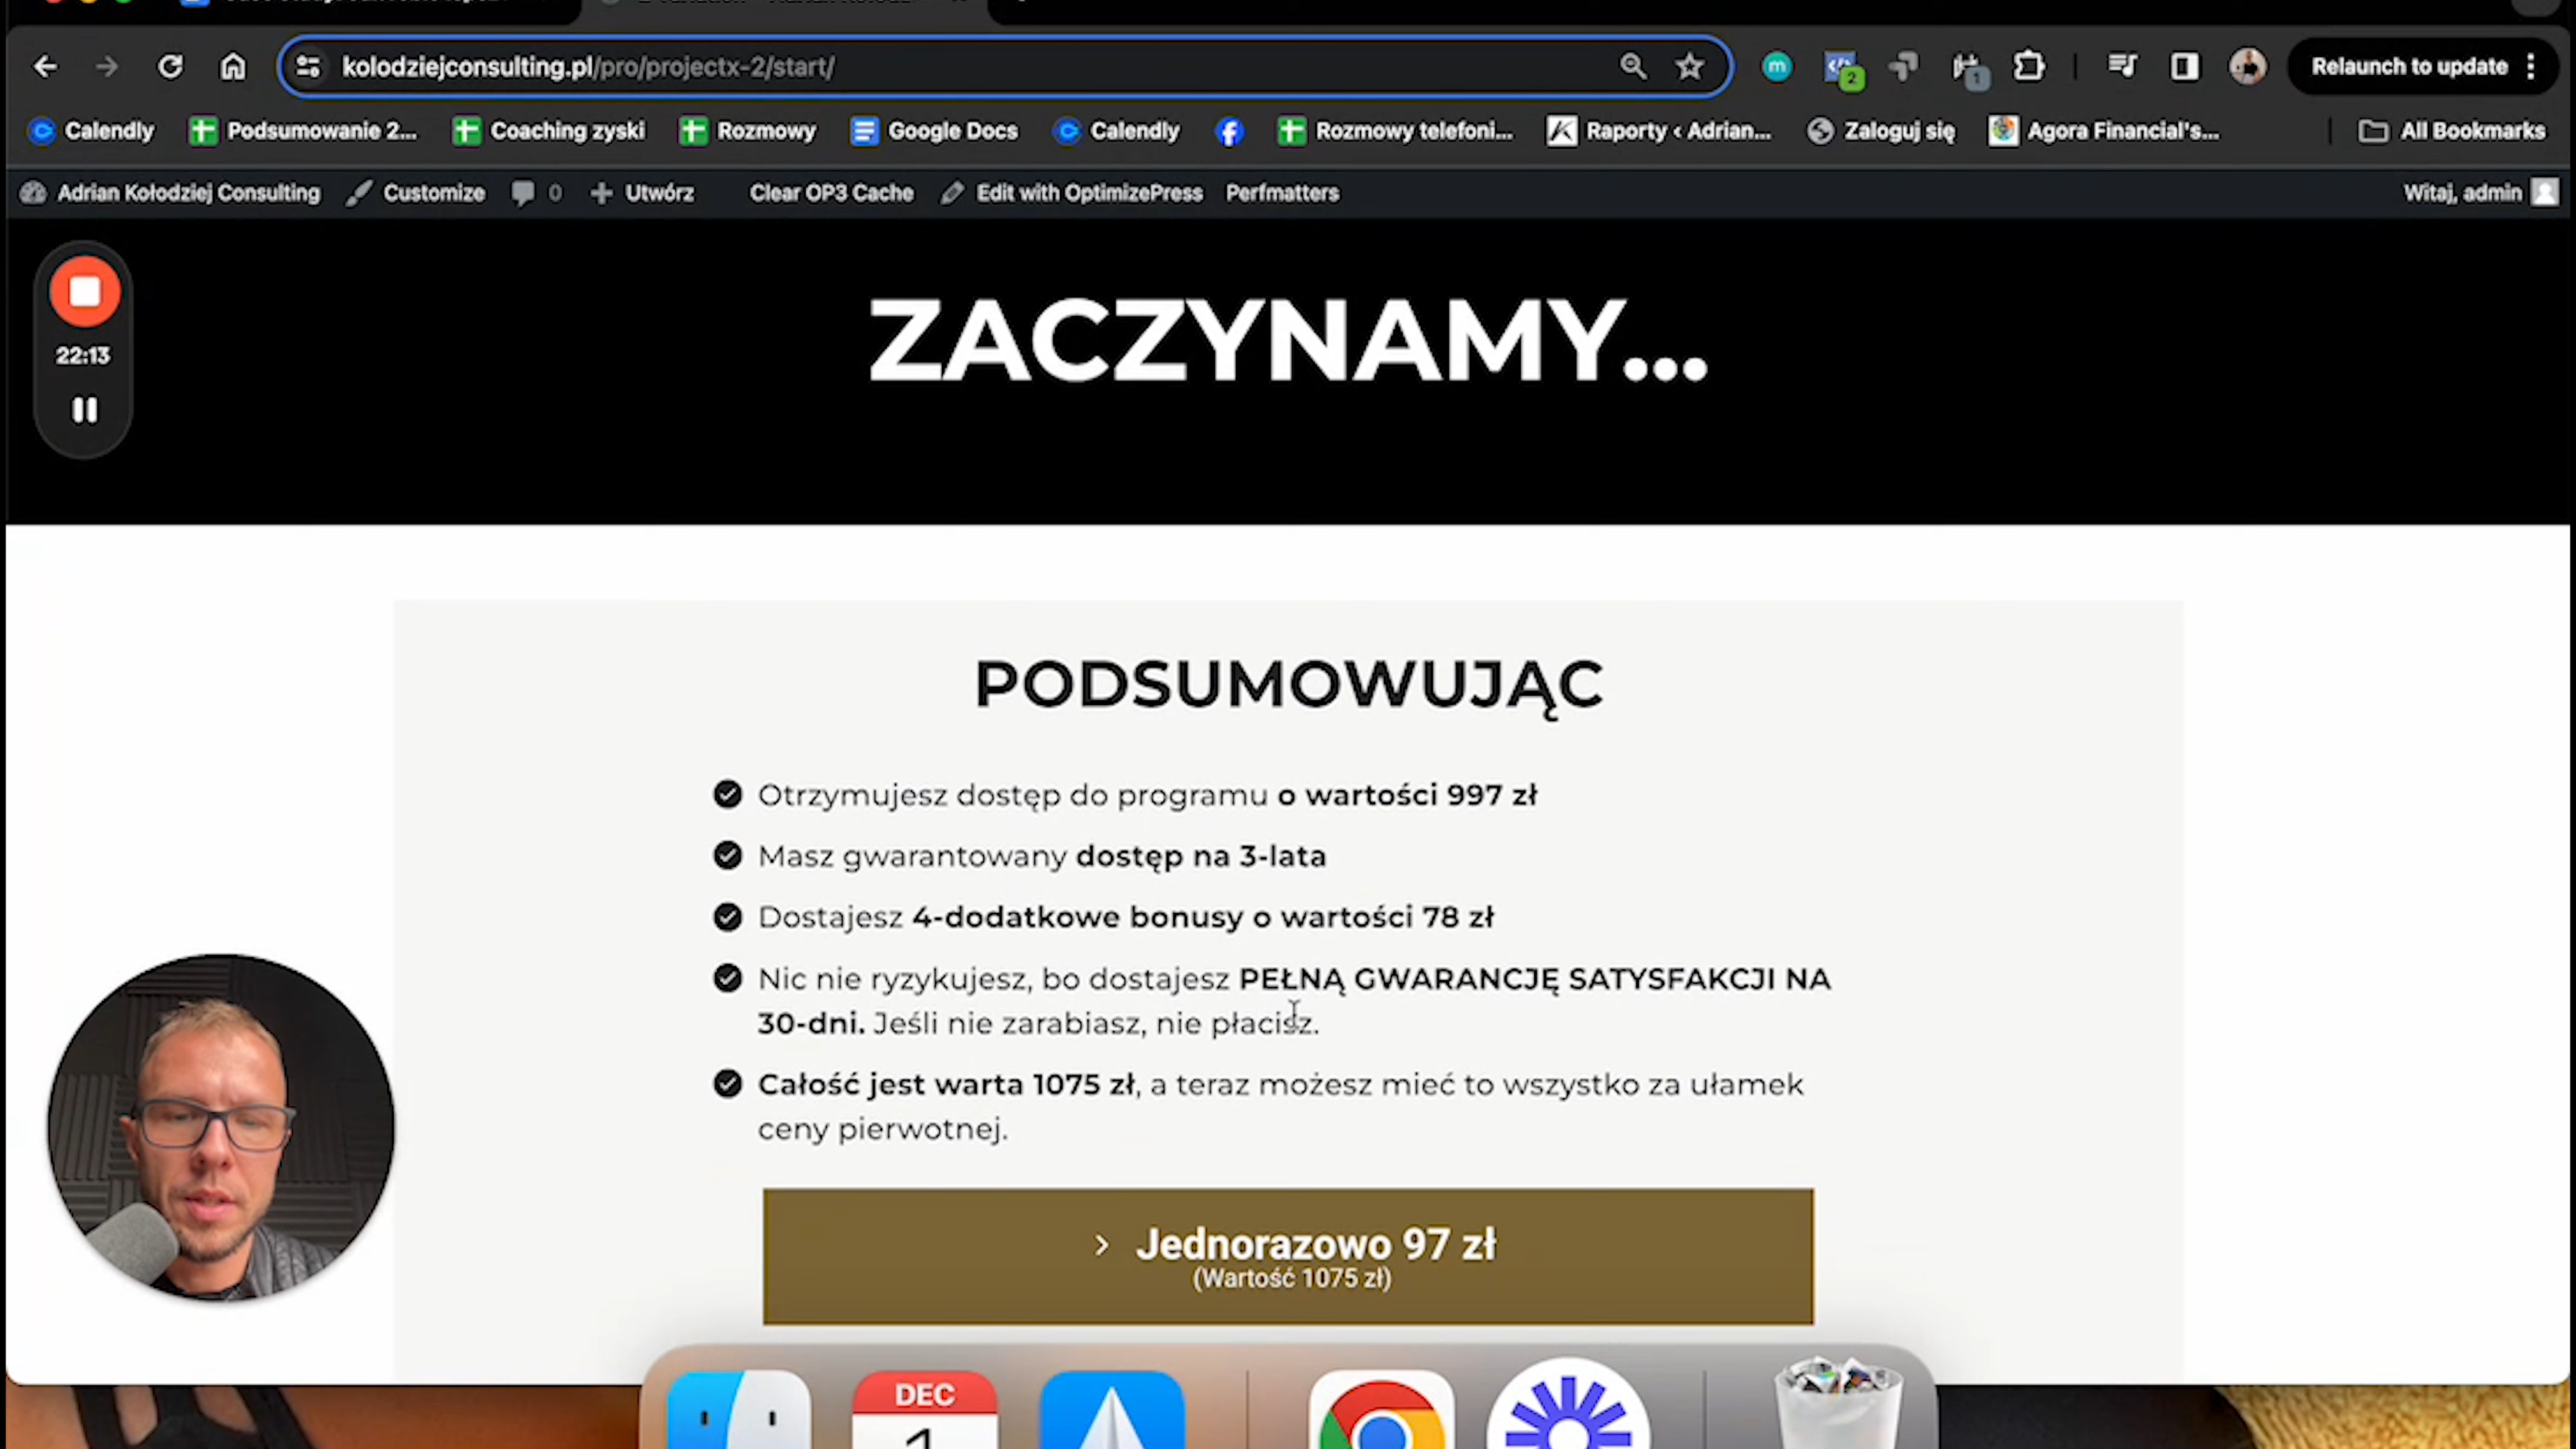 kolodziejconsulting.pl/pro/projectx-2/start/
2
1
Relaunch to update
Calendly
Podsumowanie 2...
Coaching zyski
Rozmowy
Google Docs
Calendly
Rozmowy telefoni...
Raporty ‹ Adrian...
Zaloguj się
Agora Financial's...
All Bookmarks
Adrian Kołodziej Consulting
Customize
0
Utwórz
Clear OP3 Cache
Edit with OptimizePress
Perfmatters
Witaj, admin
22:13
ZACZYNAMY...
PODSUMOWUJĄC
Otrzymujesz dostęp do programu o wartości 997 zł
Masz gwarantowany dostęp na 3-lata
Dostajesz 4-dodatkowe bonusy o wartości 78 zł
Nic nie ryzykujesz, bo dostajesz PEŁNĄ GWARANCJĘ SATYSFAKCJI NA
30-dni. Jeśli nie zarabiasz, nie płacisz.
Całość jest warta 1075 zł, a teraz możesz mieć to wszystko za ułamek
ceny pierwotnej.
Jednorazowo 97 zł
(Wartość 1075 zł)
DEC